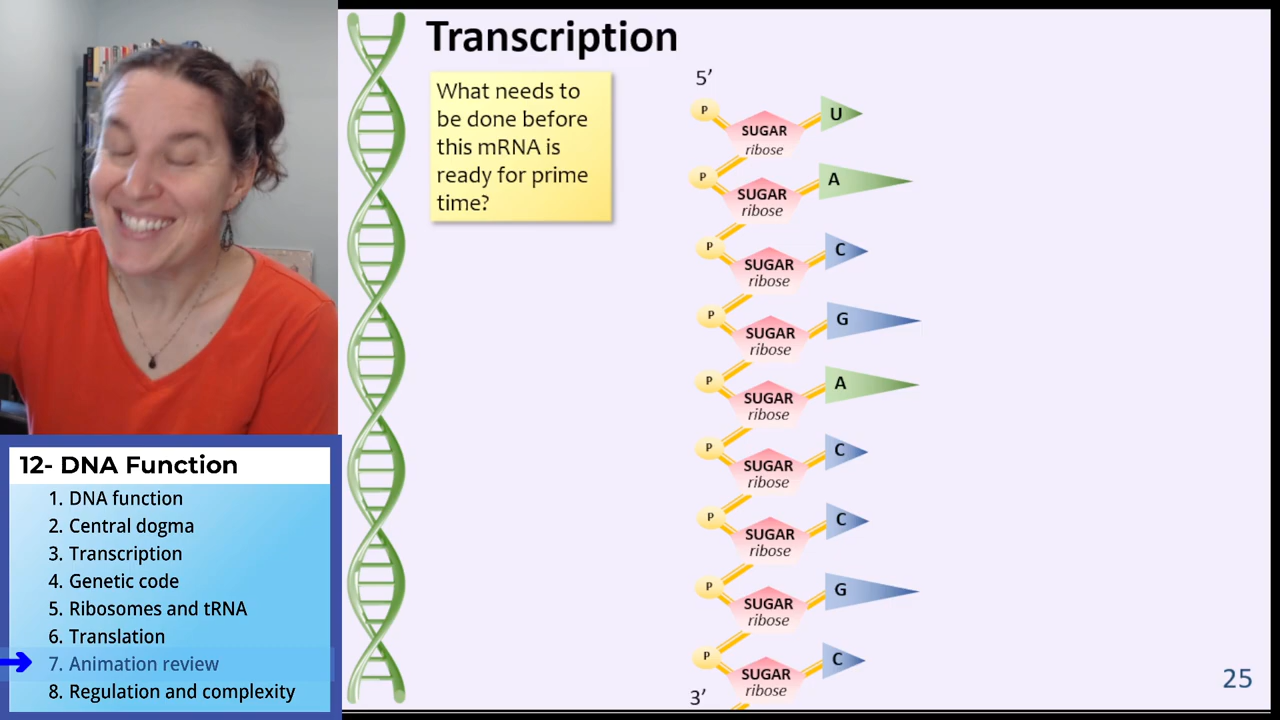 Transcription
What needs to
be done before
this mRNA is
ready for prime
time?
5’
P
SUGAR
ribose
U
P
SUGAR
ribose
A
P
SUGAR
ribose
C
P
SUGAR
ribose
G
P
SUGAR
ribose
A
P
SUGAR
ribose
C
P
SUGAR
ribose
C
P
SUGAR
ribose
G
P
SUGAR
ribose
C
3’
25
12- DNA Function
1. DNA function
2. Central dogma
3. Transcription
4. Genetic code
5. Ribosomes and tRNA
6. Translation
7. Animation review
8. Regulation and complexity